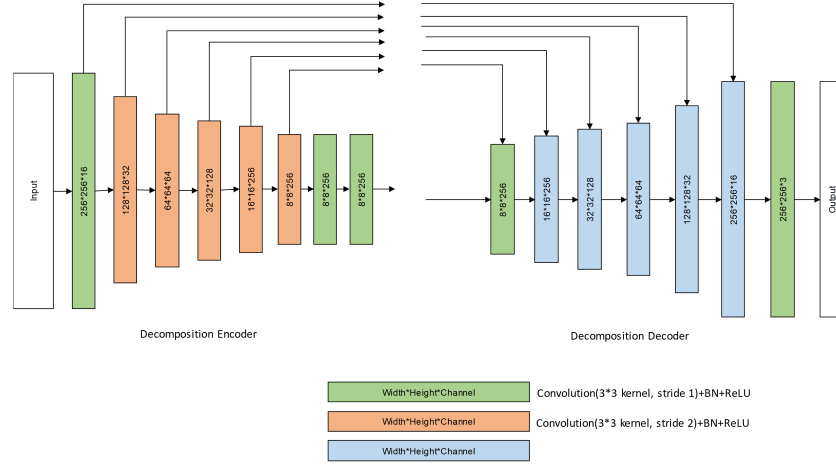 Input
256*256*16
128*128*32
64*64*64
32*32*128
16*16*256
8*8*256
8*8*256
8*8*256
8*8*256
16*16*256
32*32*128
64*64*64
128*128*32
256*256*16
256*256*3
Output
Decomposition Encoder
Decomposition Decoder
Width*Height*Channel Convolution(3*3 kernel, stride 1)+BN+ReLU
Width*Height*Channel Convolution(3*3 kernel, stride 2)+BN+ReLU
Width*Height*Channel